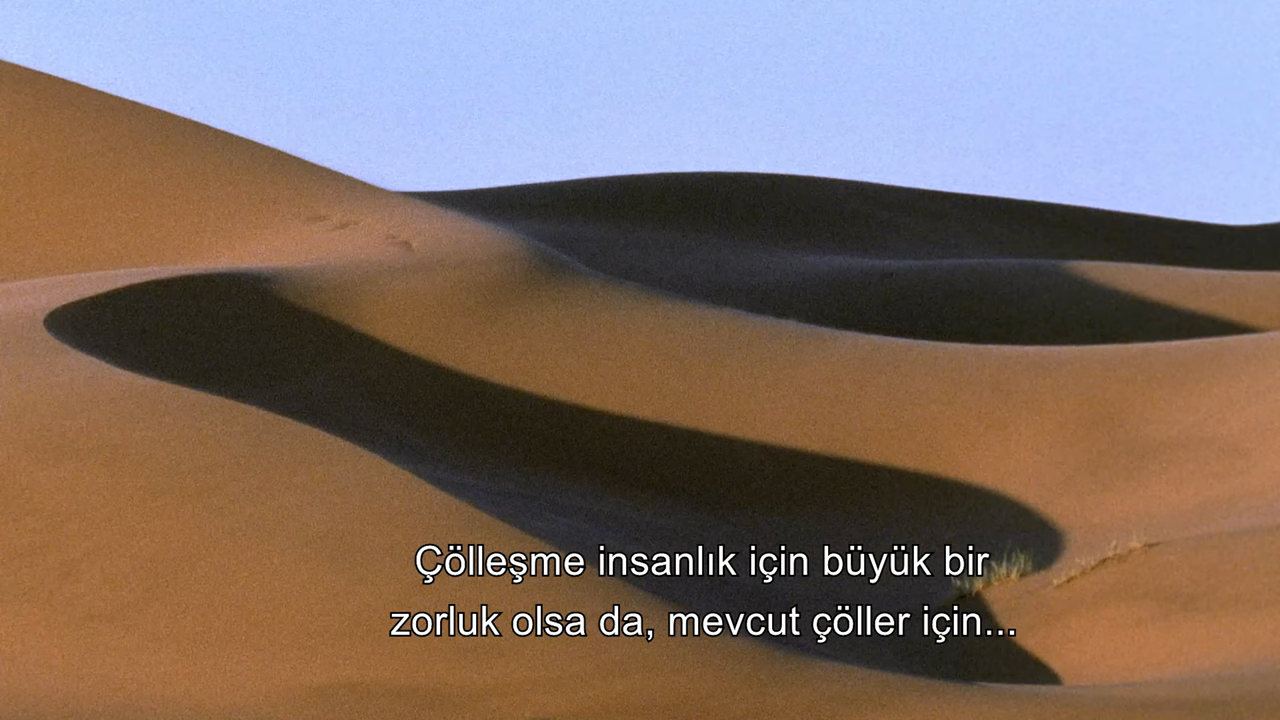 Çölleşme insanlık için büyük bir
zorluk olsa da, mevcut çöller için...